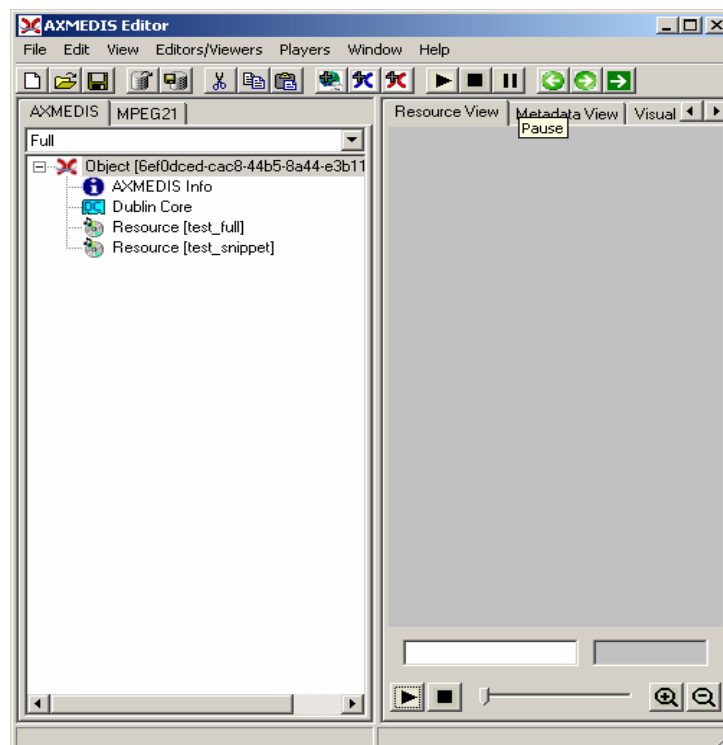 AXMEDIS Editor
File Edit View Editors/Viewers Players Window Help
AXMEDIS MPEG21
Resource View Metadata View Visual
Pause
Full
Object [6ef0dced-cac8-44b5-8a44-e3b11
AXMEDIS Info
DC Dublin Core
Resource [test_full]
Resource [test_snippet]